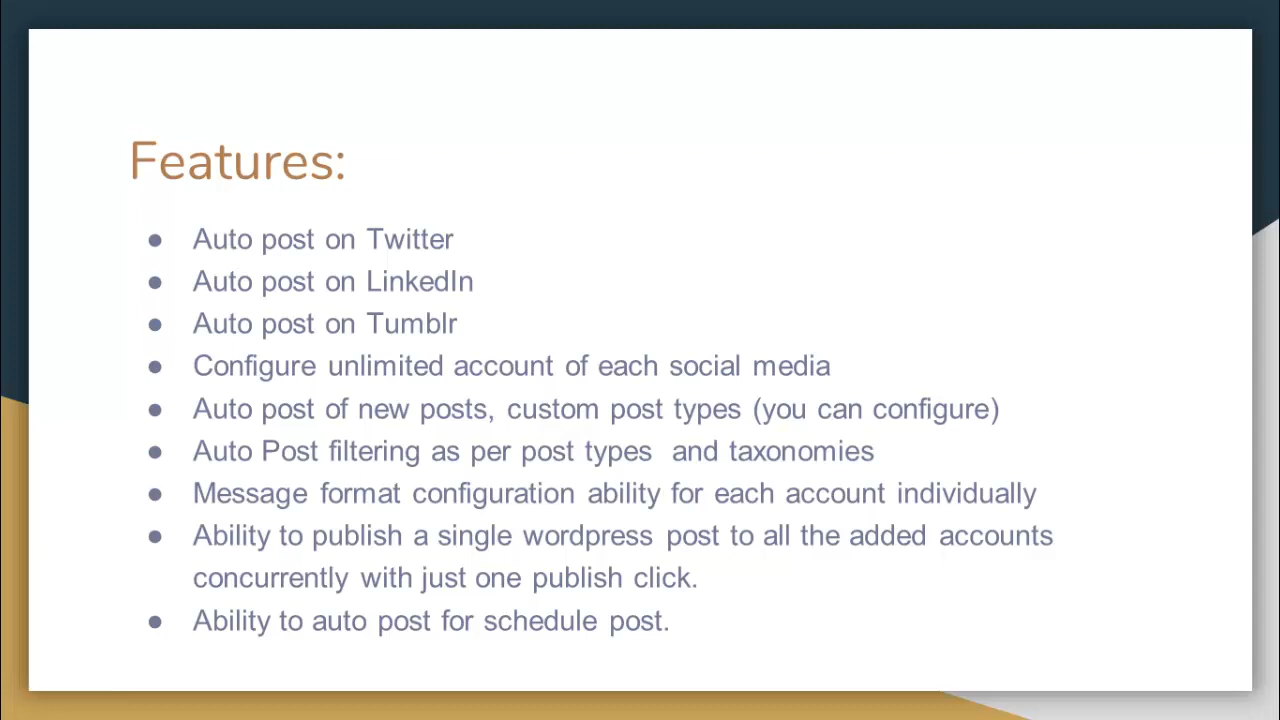 Features:
● Auto post on Twitter
● Auto post on LinkedIn
● Auto post on Tumblr
● Configure unlimited account of each social media
● Auto post of new posts, custom post types (you can configure)
● Auto Post filtering as per post types  and taxonomies
● Message format configuration ability for each account individually
● Ability to publish a single wordpress post to all the added accounts
concurrently with just one publish click.
● Ability to auto post for schedule post.